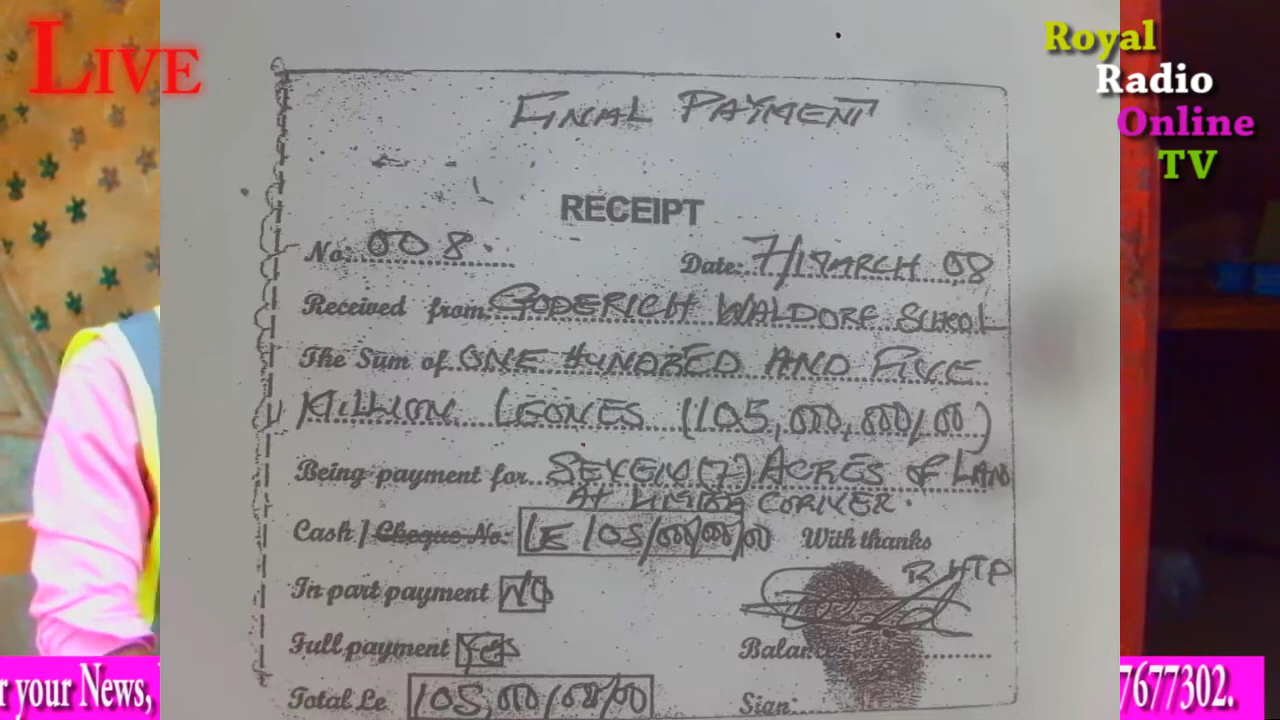 LIVE
Royal
Radio
Online
TV
FINAL PAYMENT
RECEIPT
No: 008.
Date: 7/MARCH 08
Received from: GODERICH WALDORF SCHOOL
The Sum of ONE HUNDRED AND FIVE
MILLION LEONES (105,000,000/00)
Being payment for SEVEN (7) ACRES OF LAND
AT CORNER.
Cash / Cheque No: LE 105/000/000/00 With thanks
RHTP
In part payment NO
Full payment Yes
Balance
Total Le 105,000/000/00
Sign:
r your News,
7677302.